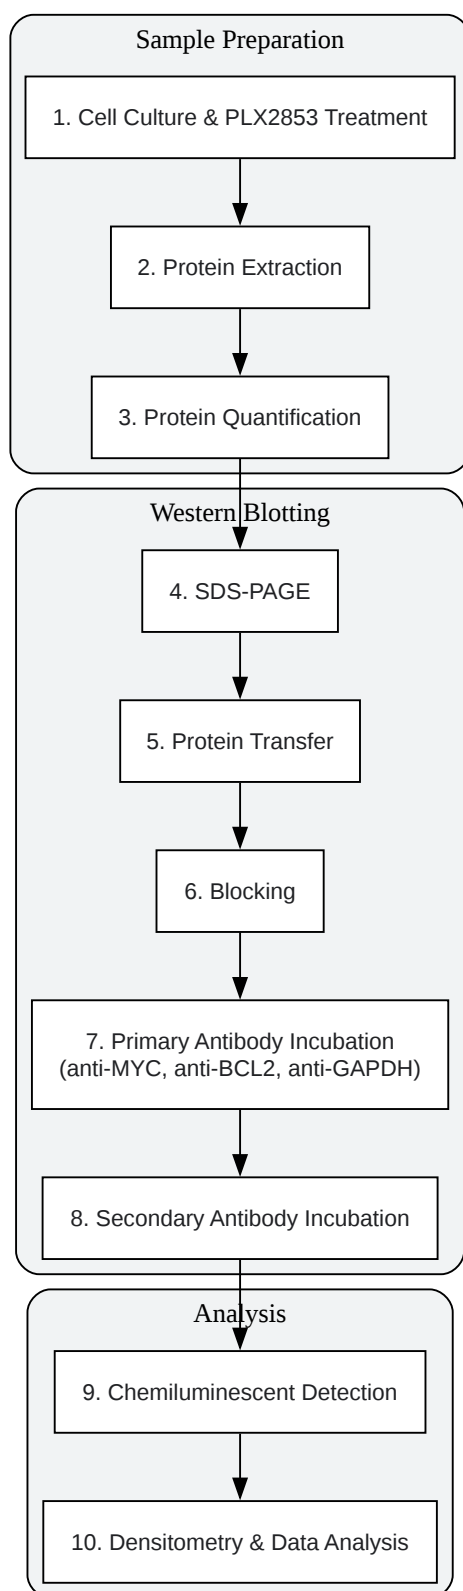 Sample Preparation
1. Cell Culture & PLX2853 Treatment
2. Protein Extraction
3. Protein Quantification
Western Blotting
4. SDS-PAGE
5. Protein Transfer
6. Blocking
7. Primary Antibody Incubation
(anti-MYC, anti-BCL2, anti-GAPDH)
8. Secondary Antibody Incubation
Analysis
9. Chemiluminescent Detection
10. Densitometry & Data Analysis